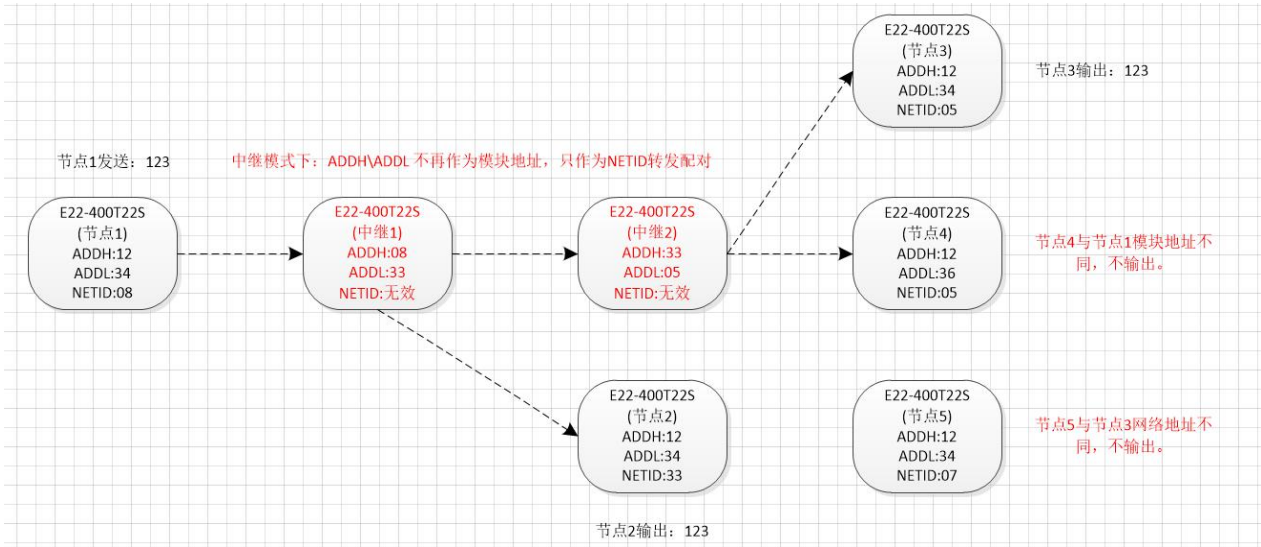 E22-400T22S
(节点3)
ADDH:12
ADDL:34
NETID:05
节点3输出：123
节点1发送：123
中继模式下：ADDH\ADDL 不再作为模块地址，只作为NETID转发配对
E22-400T22S
(节点1)
ADDH:12
ADDL:34
NETID:08
E22-400T22S
(中继1)
ADDH:08
ADDL:33
NETID:无效
E22-400T22S
(中继2)
ADDH:33
ADDL:05
NETID:无效
E22-400T22S
(节点4)
ADDH:12
ADDL:36
NETID:05
节点4与节点1模块地址不
同，不输出。
E22-400T22S
(节点2)
ADDH:12
ADDL:34
NETID:33
E22-400T22S
(节点5)
ADDH:12
ADDL:34
NETID:07
节点5与节点3网络地址不
同，不输出。
节点2输出：123